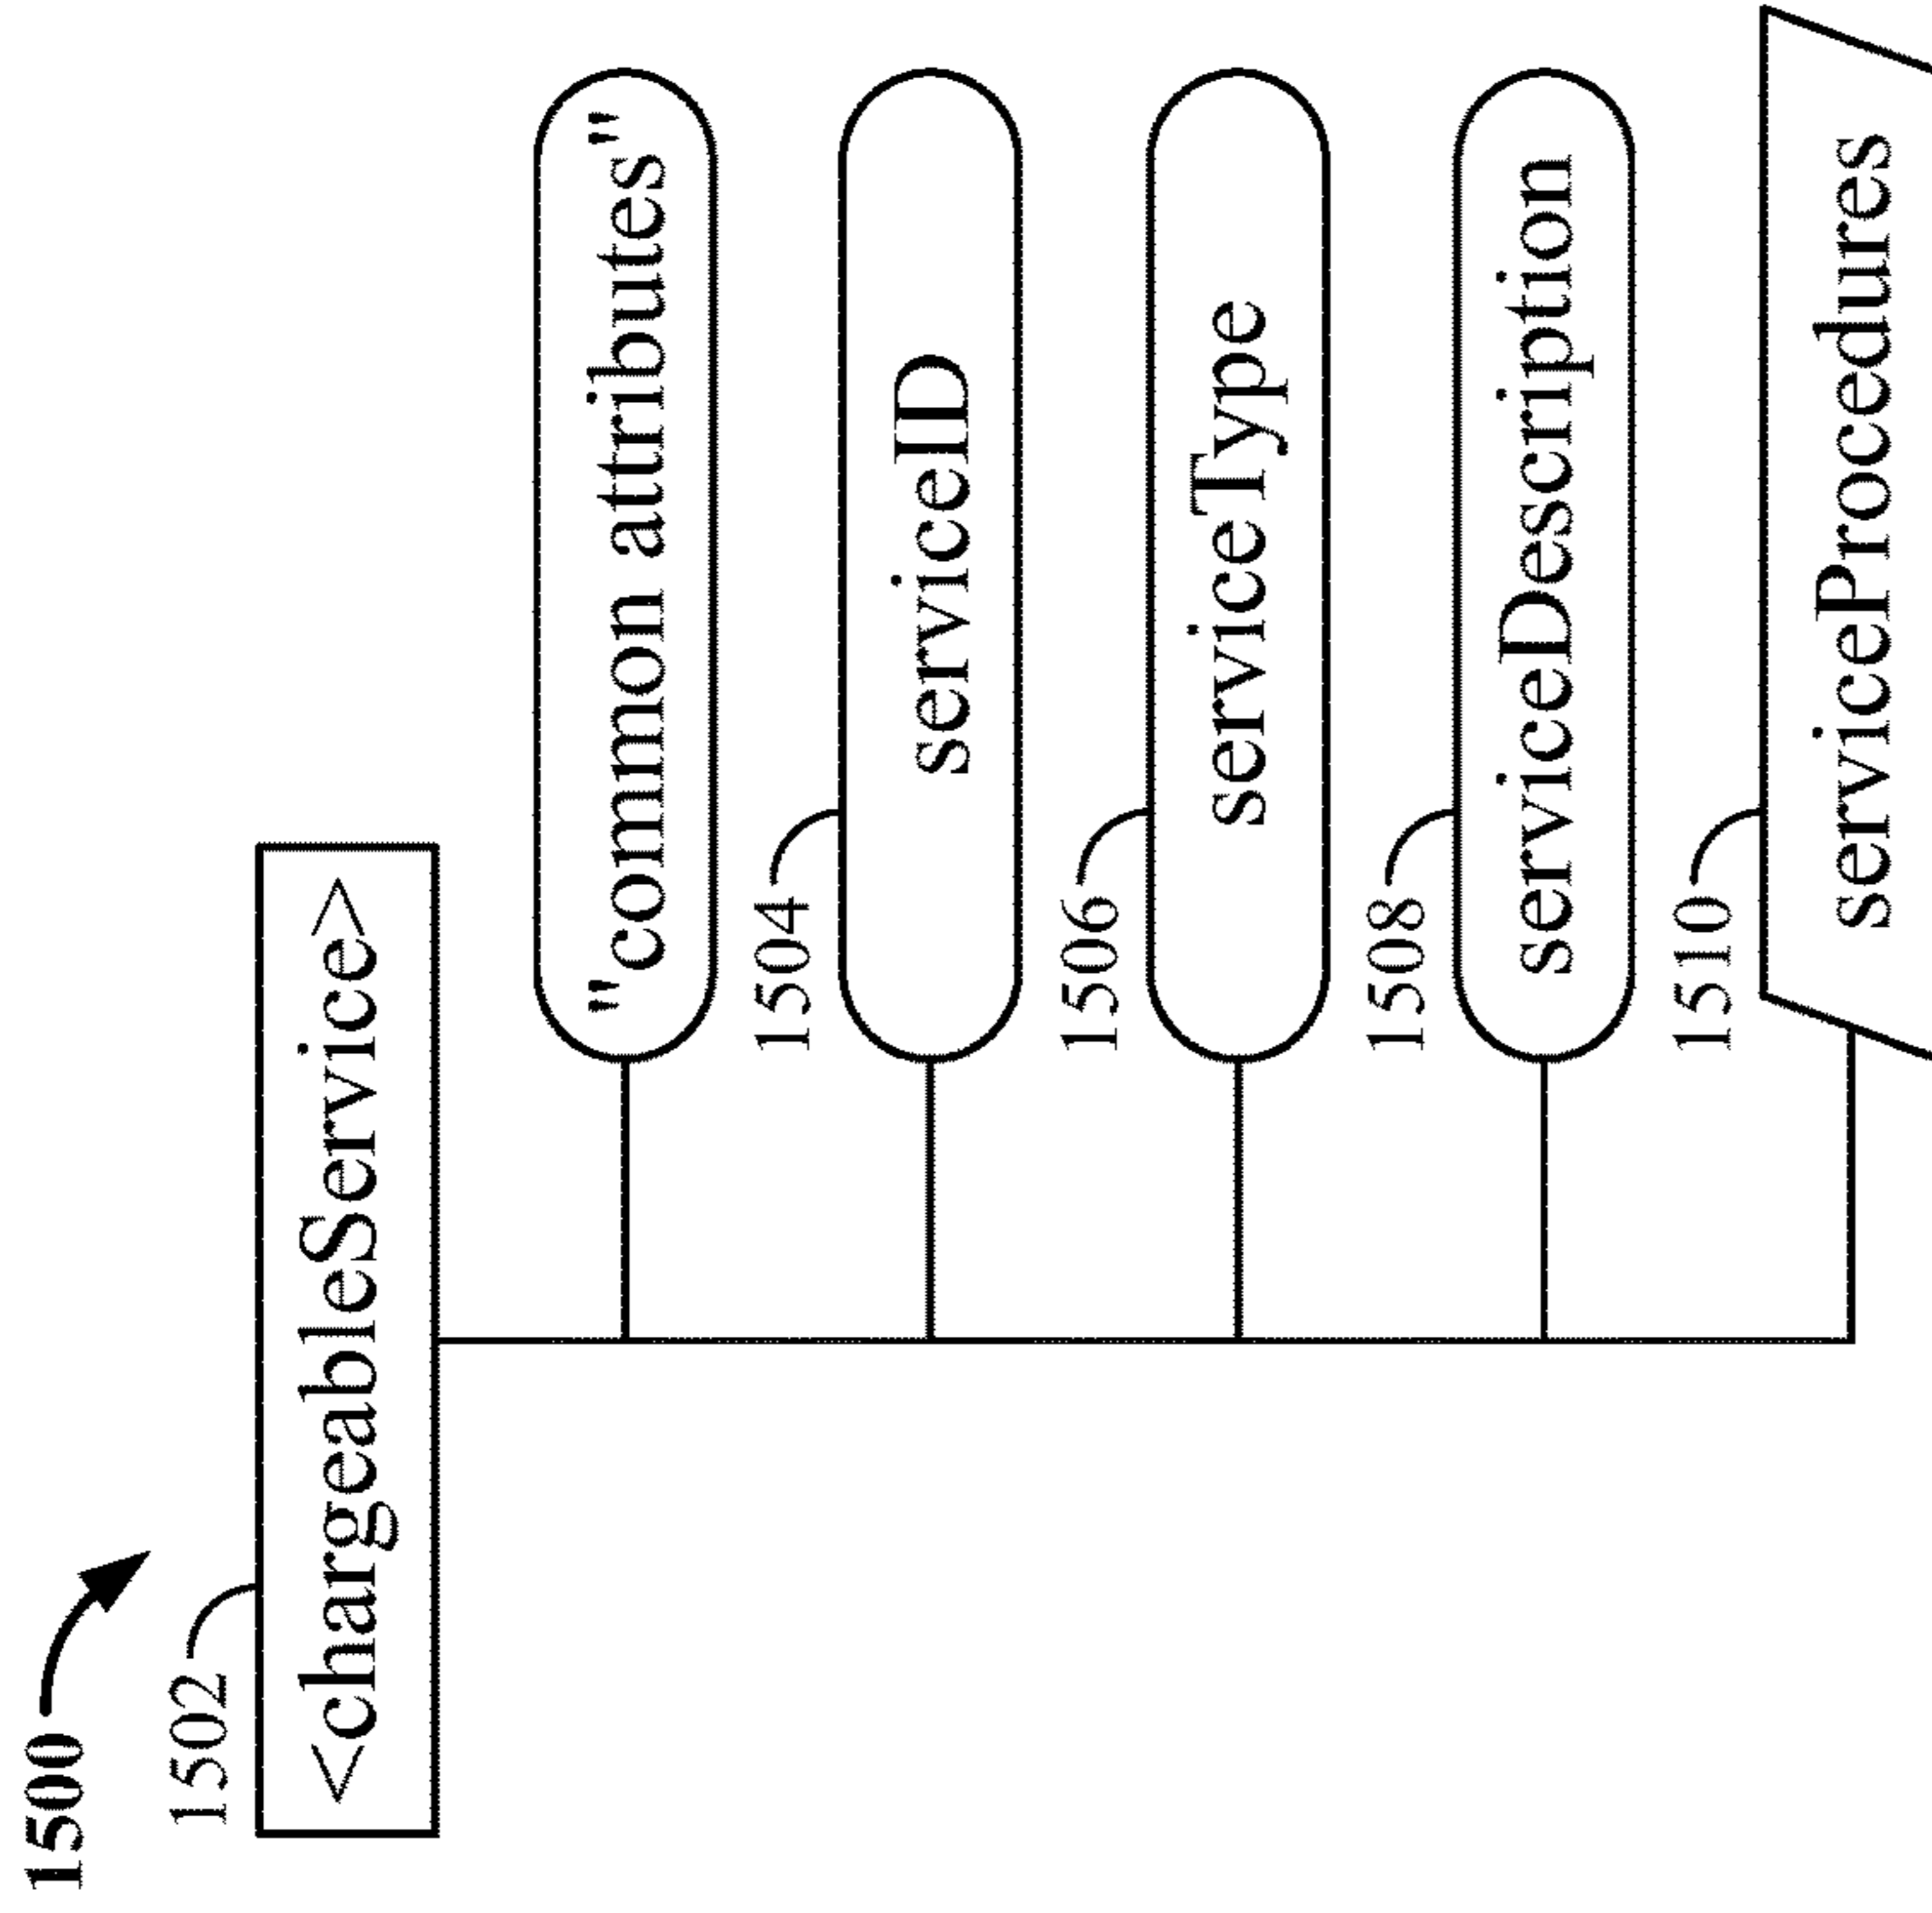 1500
1502
<chargeableService>
"common attributes"
1504
serviceID
1506
serviceType
1508
serviceDescription
1510
serviceProcedures